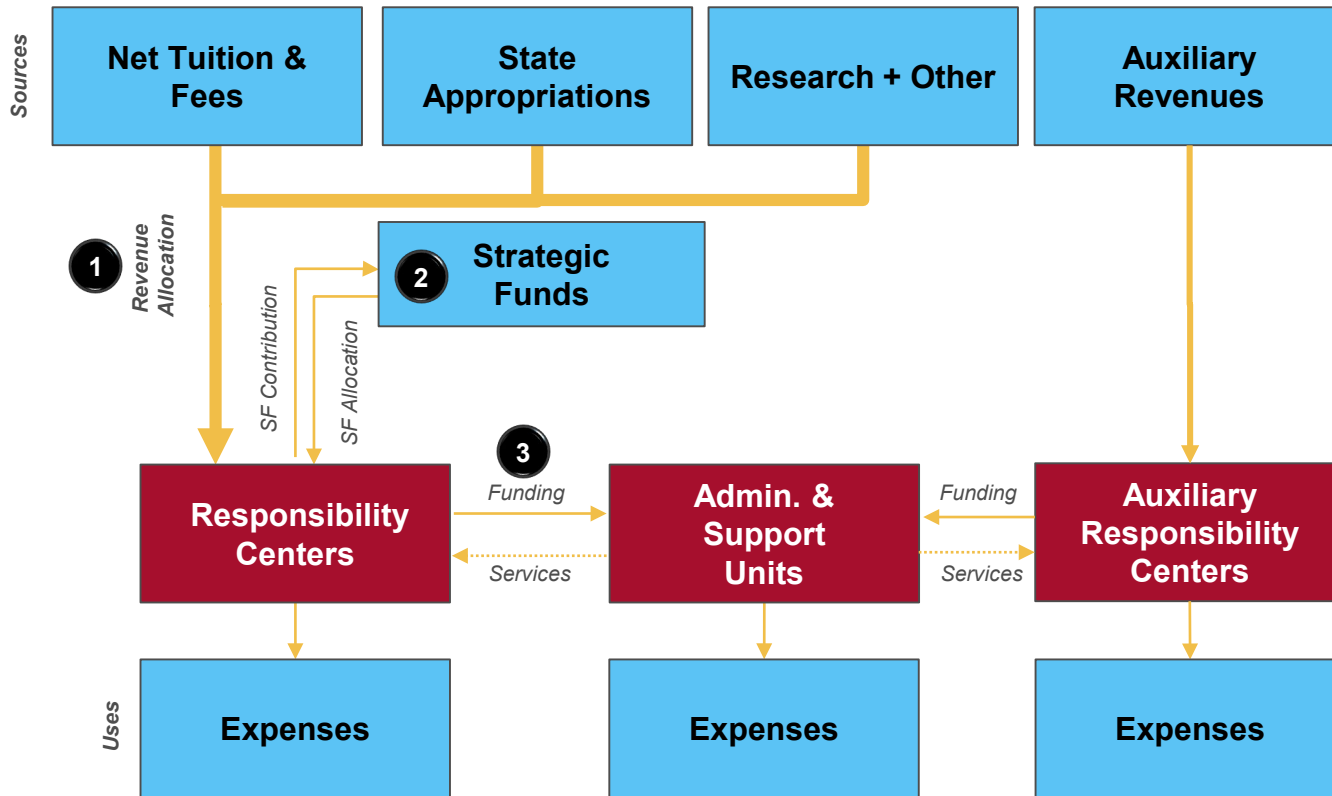 Sources
Net Tuition &
Fees
State
Appropriations
Research + Other
Auxiliary
Revenues
1
Revenue
Allocation
SF Contribution
SF Allocation
2
Strategic
Funds
3
Responsibility
Centers
Funding
Services
Admin. &
Support
Units
Funding
Services
Auxiliary
Responsibility
Centers
Uses
Expenses
Expenses
Expenses